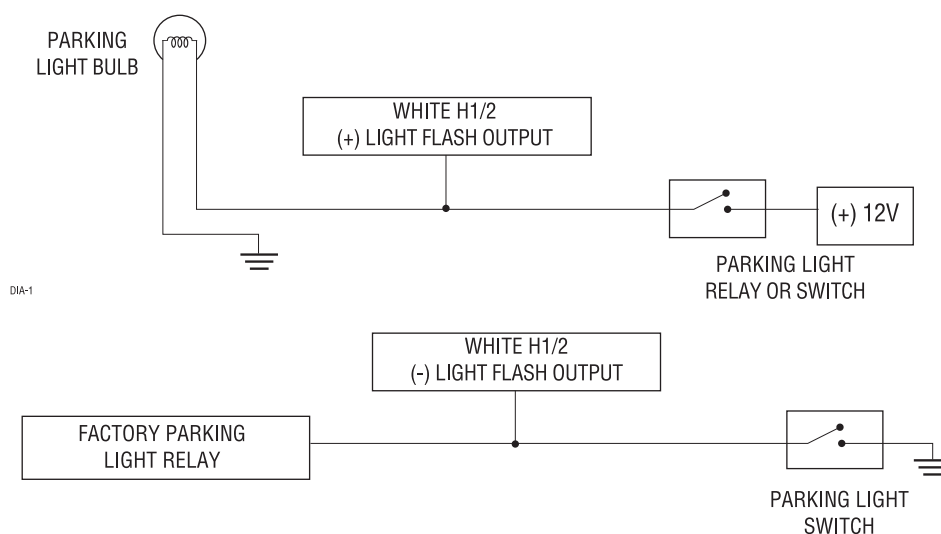 PARKING
LIGHT BULB
WHITE H1/2
(+) LIGHT FLASH OUTPUT
(+) 12V
PARKING LIGHT
RELAY OR SWITCH
DIA-1
WHITE H1/2
(-) LIGHT FLASH OUTPUT
FACTORY PARKING
LIGHT RELAY
PARKING LIGHT
SWITCH